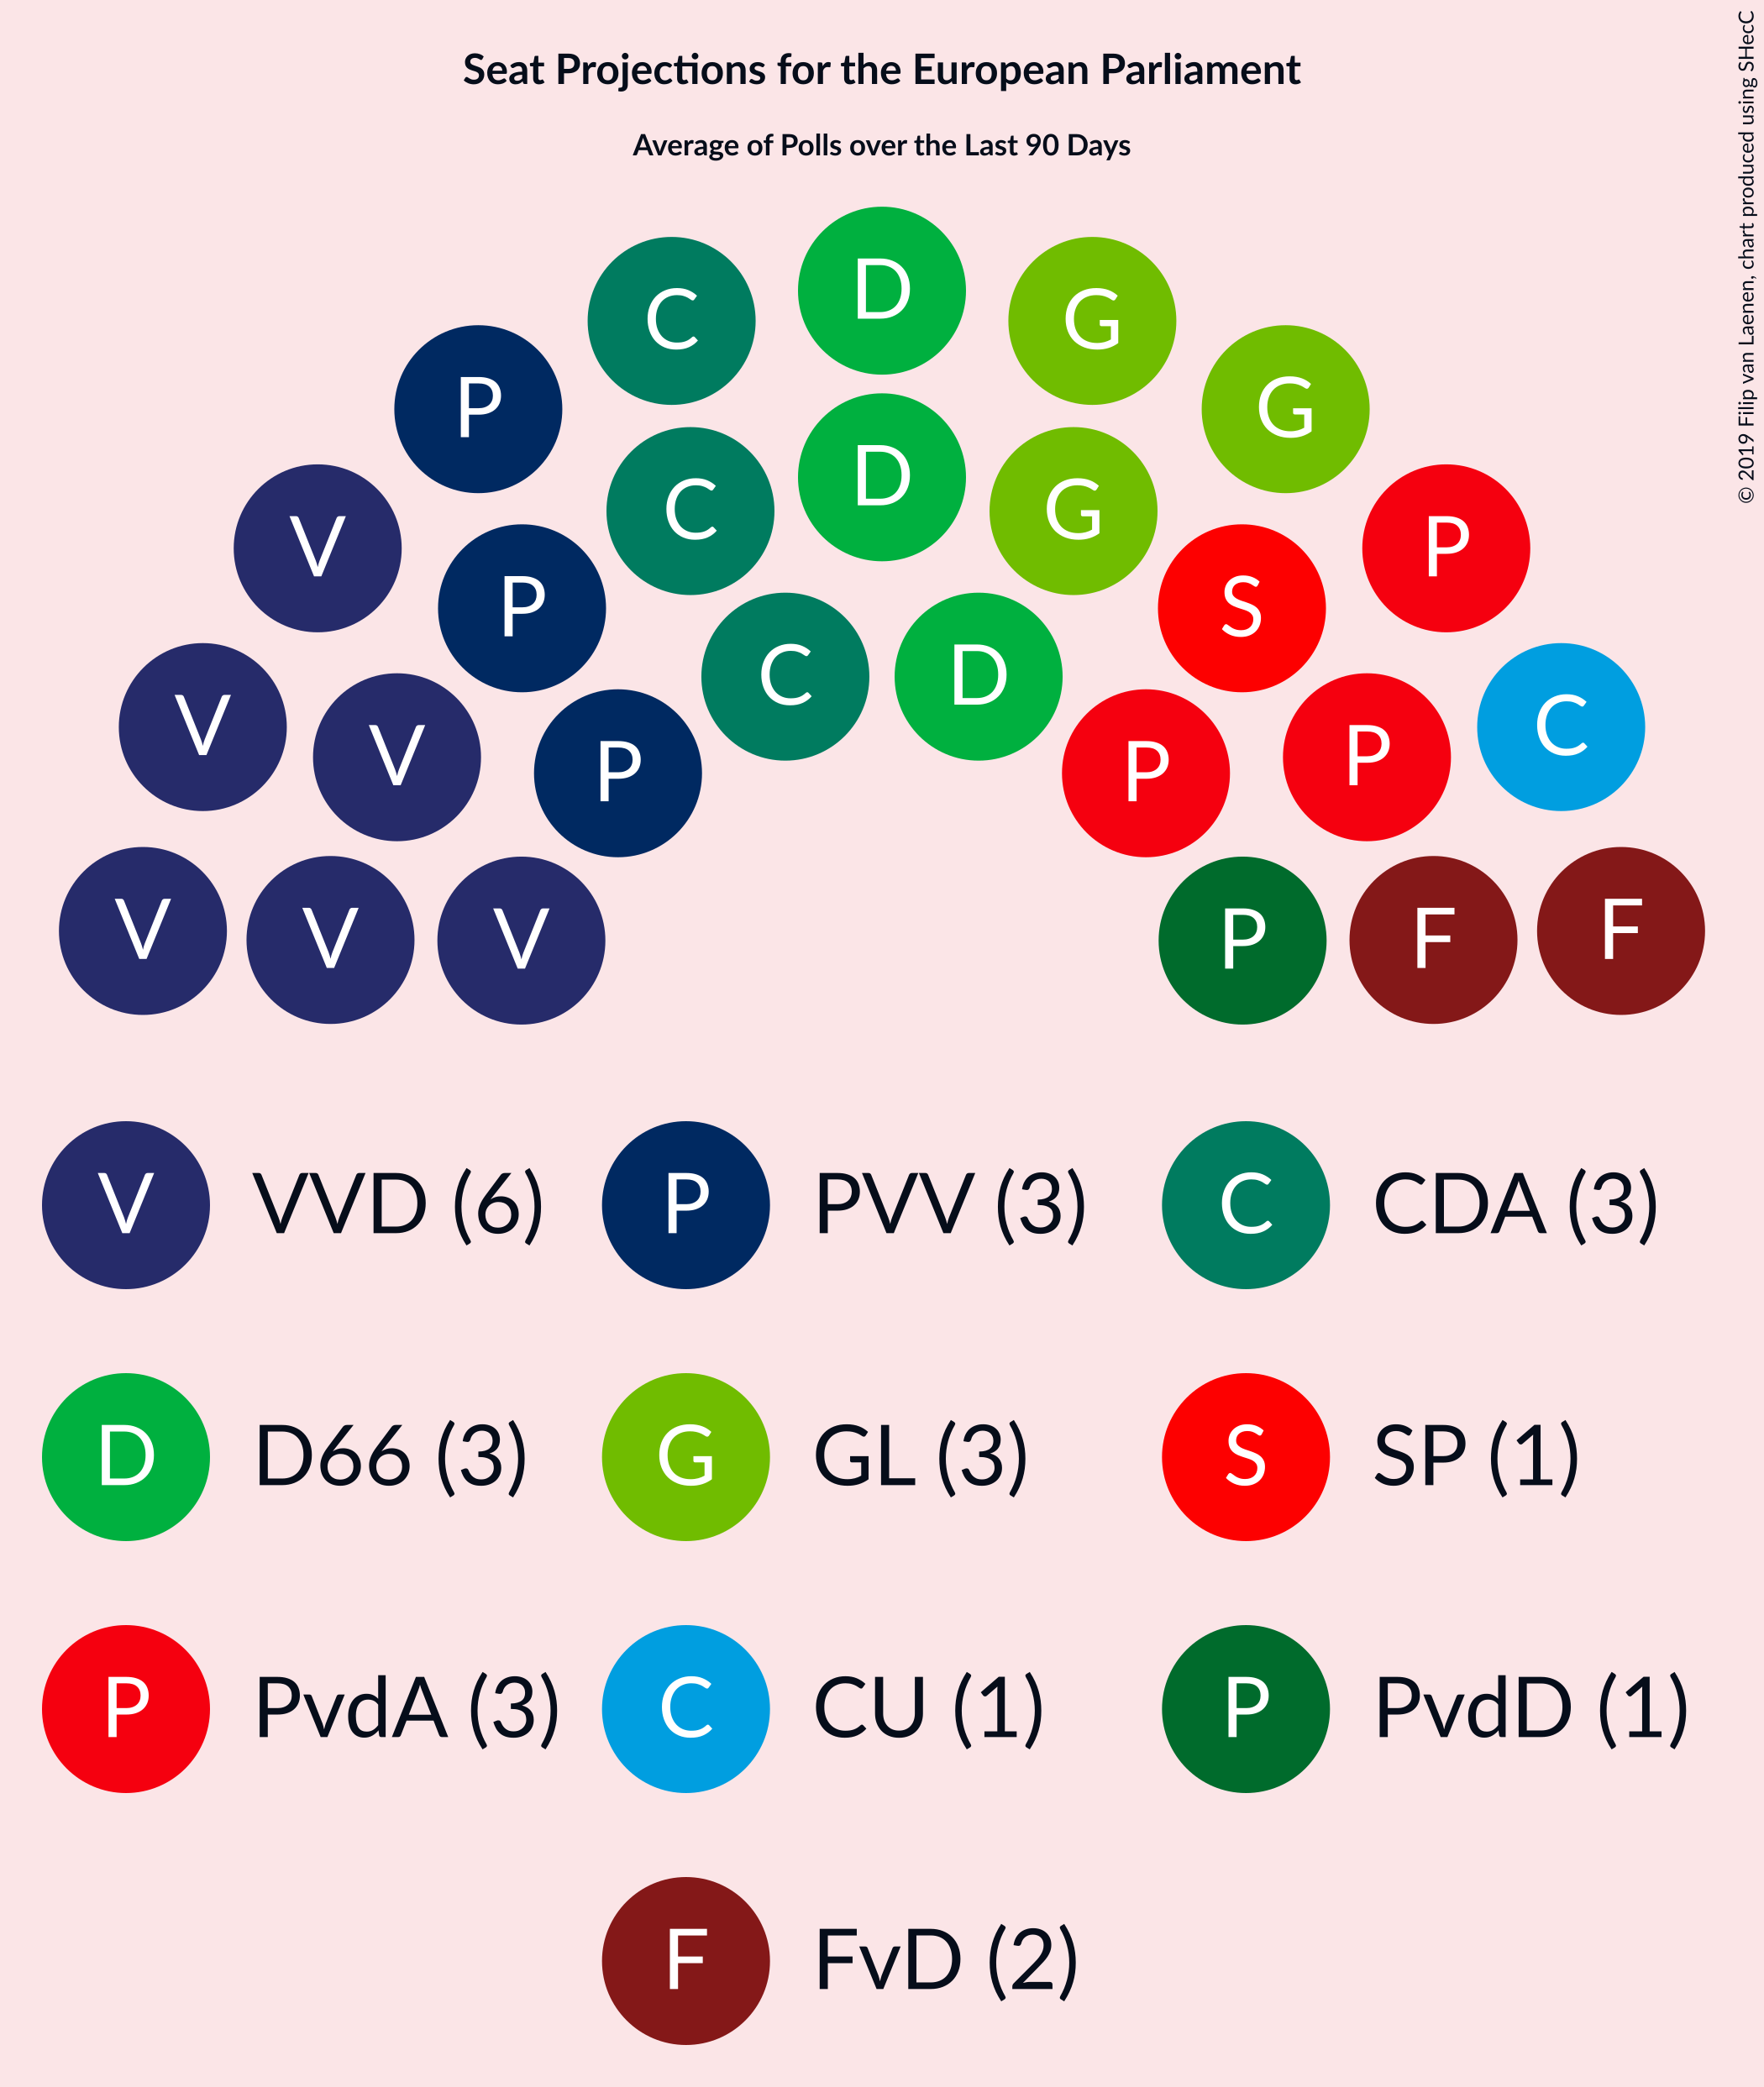 Seat Projections for the European Parliament
Average of Polls over the Last 90 Days
© 2019 Filip van Laenen, chart produced using SHecC
D
C G
P G
D
C G
V P
P S
C D
V C
V P
P P
V F
V V P F
V VVD (6) P PVV (3) C CDA (3)
D D66 (3) G GL (3) S SP (1)
P PvdA (3) C CU (1) P PvdD (1)
F FvD (2)